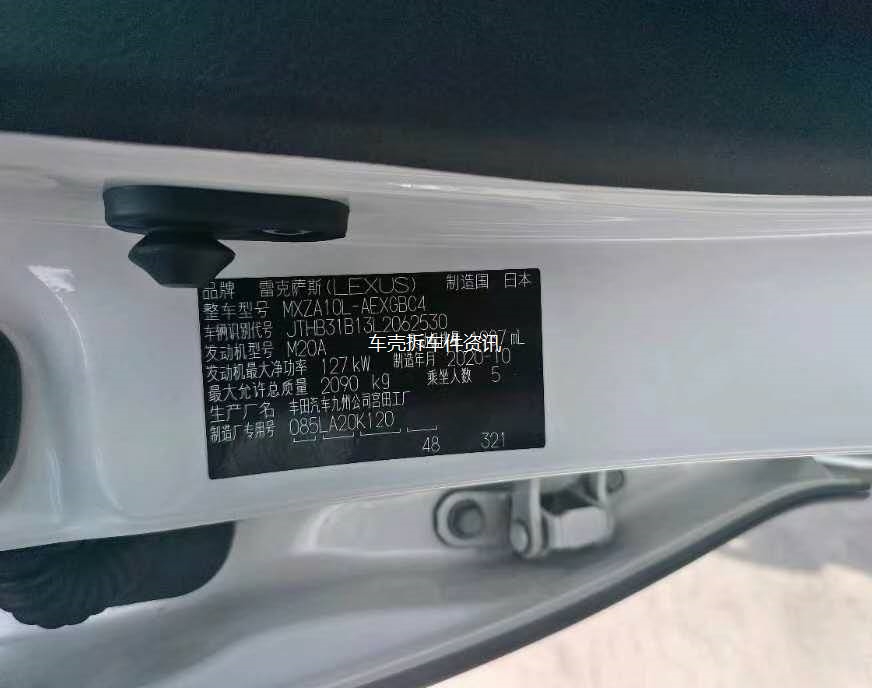 品牌 雷克萨斯(LEXUS) 制造国 日本
整车型号 MXZA10L-AEXGBC4
车辆识别代号 JTHB31B13L2062530
发动机型号 M20A mL
车壳拆车件资讯
发动机最大净功率 127kW 制造年月 2020-10
最大允许总质量 2090 kg 乘坐人数 5
生产厂名 丰田汽车九州公司宫田工厂
制造厂专用号 085LA20K120
48 321